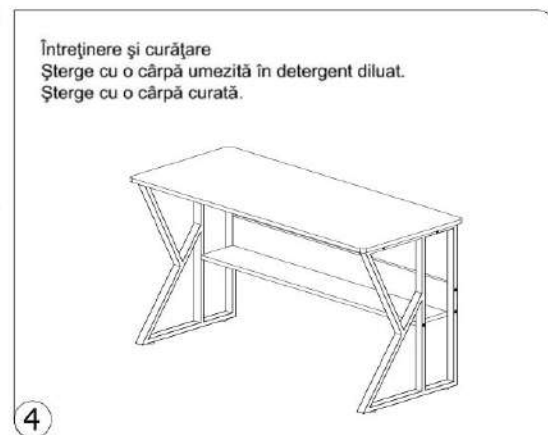 Întreţinere şi curăţare
Şterge cu o cârpă umezită în detergent diluat.
Şterge cu o cârpă curată.
4